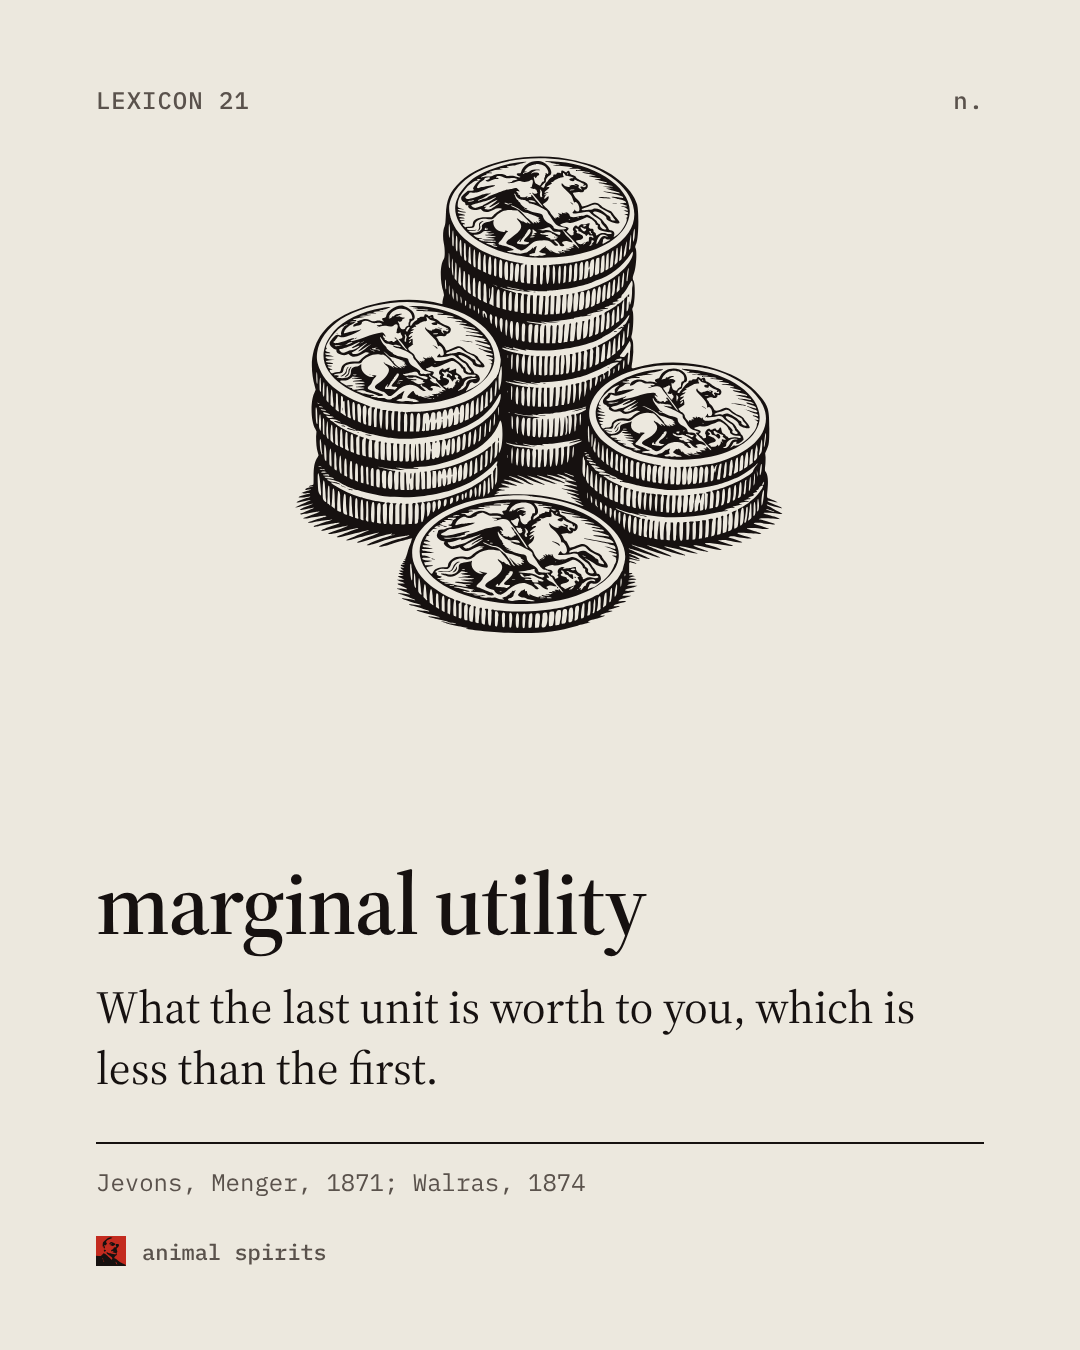 LEXICON 21
n.
marginal utility
What the last unit is worth to you, which is
less than the first.
Jevons, Menger, 1871; Walras, 1874
animal spirits